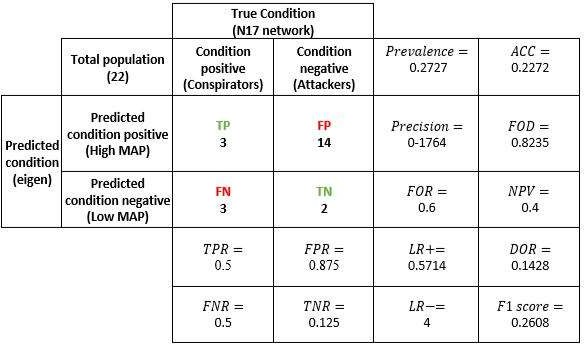 True Condition
(N17 network)
Total population
(22)
Condition
positive
(Conspirators)
Condition
negative
(Attackers)
Prevalence =
0.2727
ACC =
0.2272
Predicted
condition
(eigen)
Predicted
condition positive
(High MAP)
TP
3
FP
14
Precision =
0-1764
FOD =
0.8235
Predicted
condition negative
(Low MAP)
FN
3
TN
2
FOR =
0.6
NPV =
0.4
TPR =
0.5
FPR =
0.875
LR+=
0.5714
DOR =
0.1428
FNR =
0.5
TNR =
0.125
LR−=
4
F1 score =
0.2608